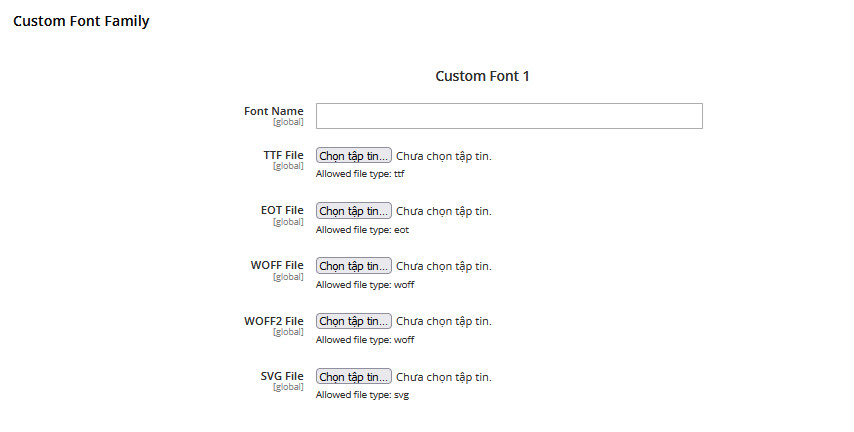 Custom Font Family
Custom Font 1
Font Name
[global]
TTF File
[global]
Chọn tập tin... Chưa chọn tập tin.
Allowed file type: ttf
EOT File
[global]
Chọn tập tin... Chưa chọn tập tin.
Allowed file type: eot
WOFF File
[global]
Chọn tập tin... Chưa chọn tập tin.
Allowed file type: woff
WOFF2 File
[global]
Chọn tập tin... Chưa chọn tập tin.
Allowed file type: woff
SVG File
[global]
Chọn tập tin... Chưa chọn tập tin.
Allowed file type: svg